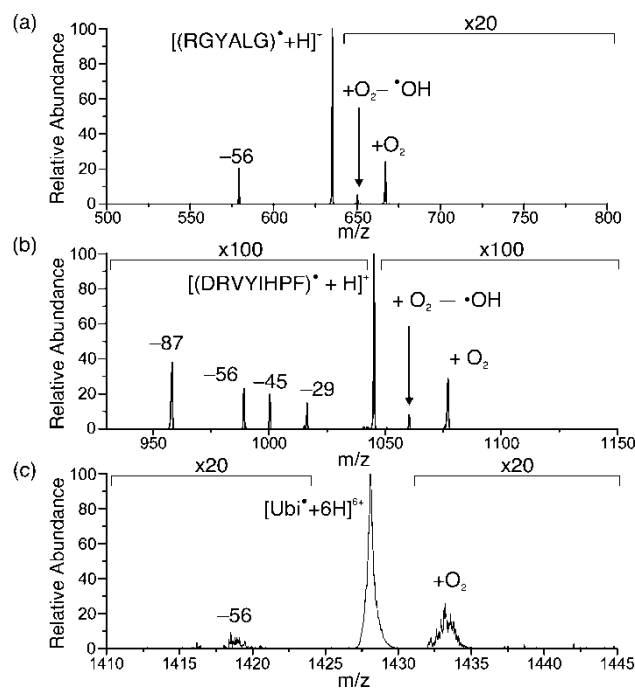 (a)
Relative Abundance
100
80
60
40
20
0
[(RGYALG)•+H]⁻
x20
+O₂– •OH
+O₂
–56
500 550 600 650 700 750 800
m/z
(b)
Relative Abundance
100
80
60
40
20
0
x100
x100
[(DRVYIHPF)• + H]⁺
+ O₂ — •OH
+ O₂
–87
–56
–45
–29
950 1000 1050 1100 1150
m/z
(c)
Relative Abundance
100
80
60
40
20
0
x20
x20
[Ubi•+6H]⁶⁺
+O₂
–56
1410 1415 1420 1425 1430 1435 1440 1445
m/z